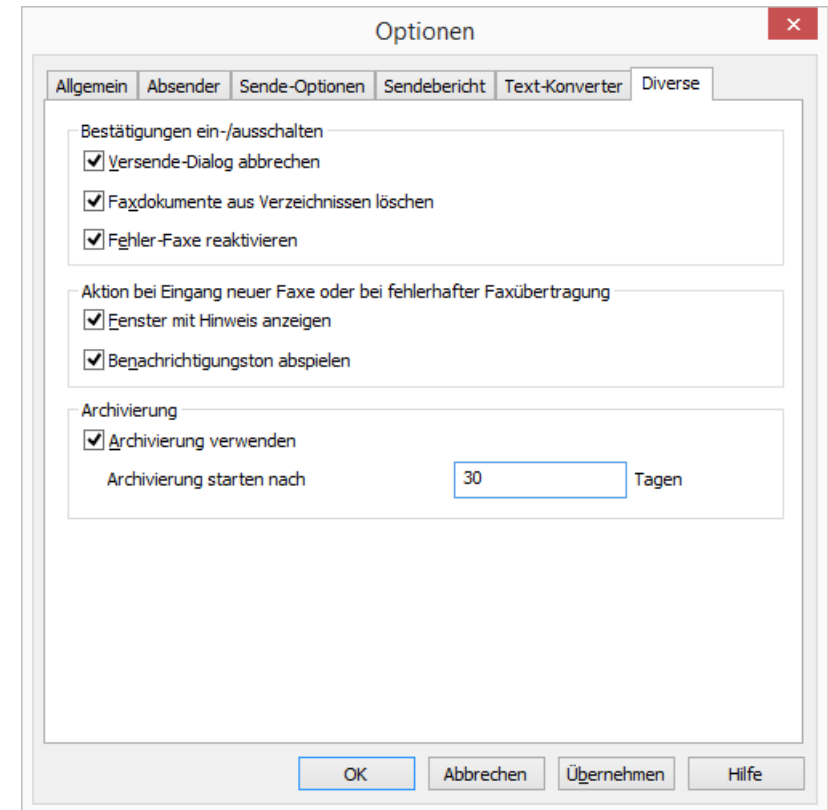 Optionen
Allgemein Absender Sende-Optionen Sendebericht Text-Konverter Diverse
Bestätigungen ein-/ausschalten
Versende-Dialog abbrechen
Faxdokumente aus Verzeichnissen löschen
Fehler-Faxe reaktivieren
Aktion bei Eingang neuer Faxe oder bei fehlerhafter Faxübertragung
Fenster mit Hinweis anzeigen
Benachrichtigungston abspielen
Archivierung
Archivierung verwenden
Archivierung starten nach 30 Tagen
OK Abbrechen Übernehmen Hilfe